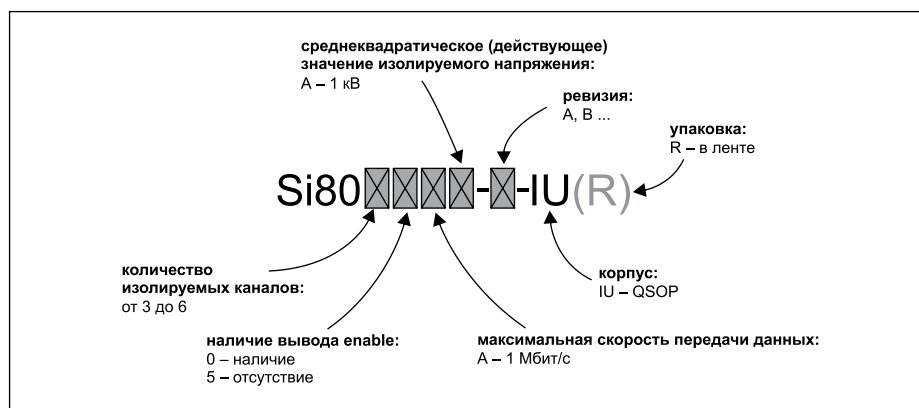 среднеквадратическое (действующее)
значение изолируемого напряжения:
A – 1 кВ
ревизия:
A, B ...
упаковка:
R – в ленте
Si80 - -IU(R)
количество
изолируемых каналов:
от 3 до 6
корпус:
IU – QSOP
наличие вывода enable:
0 – наличие
5 – отсутствие
максимальная скорость передачи данных:
A – 1 Мбит/с